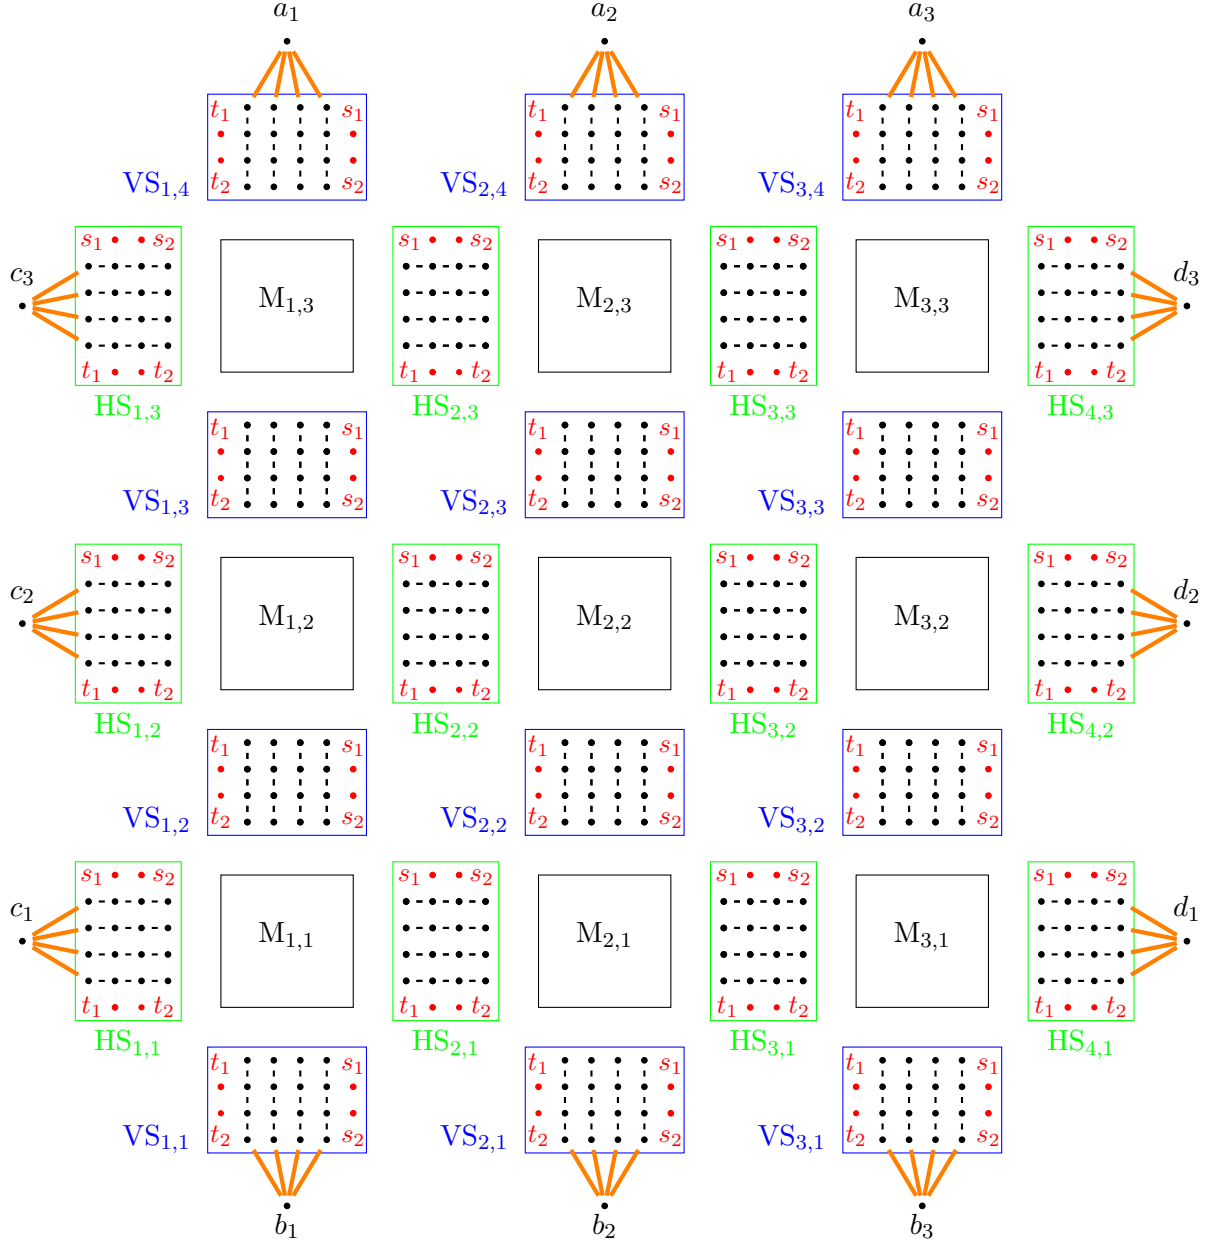 a₁ a₂ a₃
t₁ s₁ t₁ s₁ t₁ s₁
VS₁,₄ t₂ s₂ VS₂,₄ t₂ s₂ VS₃,₄ t₂ s₂
s₁ s₂ s₁ s₂ s₁ s₂ s₁ s₂
c₃ d₃
M₁,₃ M₂,₃ M₃,₃
t₁ t₂ t₁ t₂ t₁ t₂ t₁ t₂
HS₁,₃ HS₂,₃ HS₃,₃ HS₄,₃
t₁ s₁ t₁ s₁ t₁ s₁
VS₁,₃ t₂ s₂ VS₂,₃ t₂ s₂ VS₃,₃ t₂ s₂
s₁ s₂ s₁ s₂ s₁ s₂ s₁ s₂
c₂ d₂
M₁,₂ M₂,₂ M₃,₂
t₁ t₂ t₁ t₂ t₁ t₂ t₁ t₂
HS₁,₂ HS₂,₂ HS₃,₂ HS₄,₂
t₁ s₁ t₁ s₁ t₁ s₁
VS₁,₂ t₂ s₂ VS₂,₂ t₂ s₂ VS₃,₂ t₂ s₂
s₁ s₂ s₁ s₂ s₁ s₂ s₁ s₂
c₁ d₁
M₁,₁ M₂,₁ M₃,₁
t₁ t₂ t₁ t₂ t₁ t₂ t₁ t₂
HS₁,₁ HS₂,₁ HS₃,₁ HS₄,₁
t₁ s₁ t₁ s₁ t₁ s₁
VS₁,₁ t₂ s₂ VS₂,₁ t₂ s₂ VS₃,₁ t₂ s₂
b₁ b₂ b₃